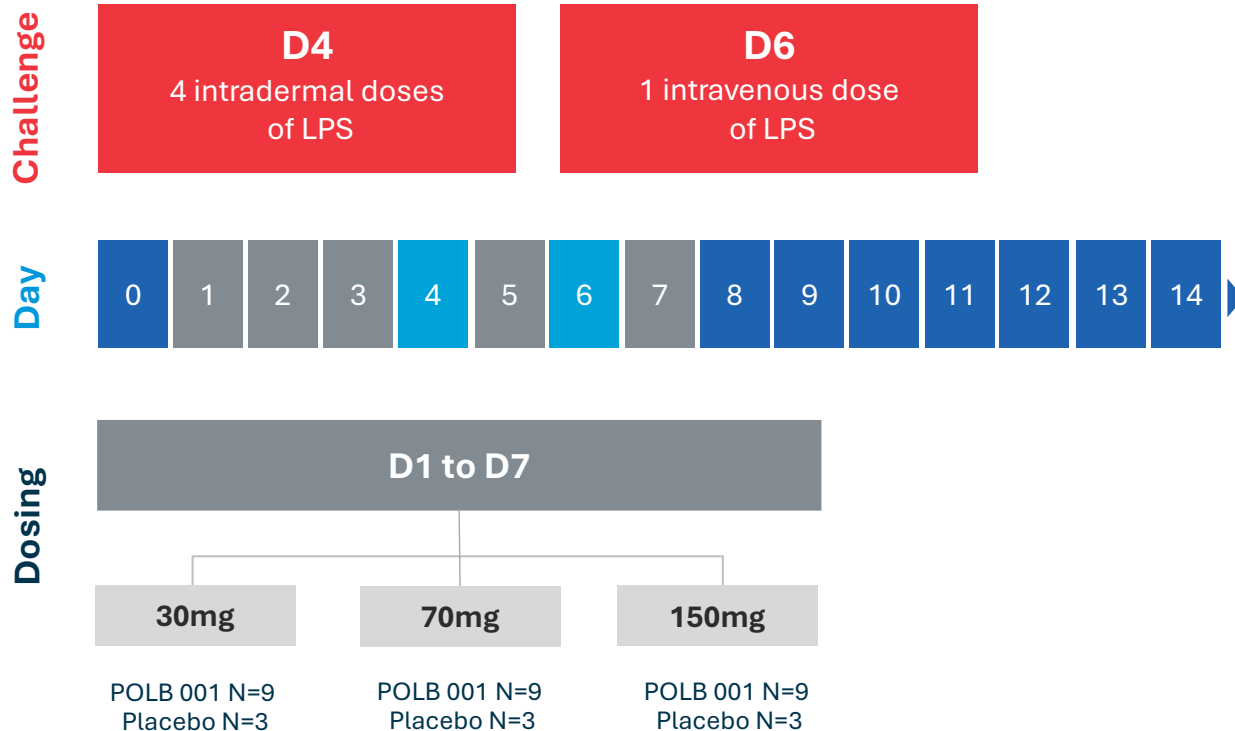 Challenge
D4
4 intradermal doses
of LPS
D6
1 intravenous dose
of LPS
Day
0 1 2 3 4 5 6 7 8 9 10 11 12 13 14
Dosing
D1 to D7
30mg
70mg
150mg
POLB 001 N=9
Placebo N=3
POLB 001 N=9
Placebo N=3
POLB 001 N=9
Placebo N=3